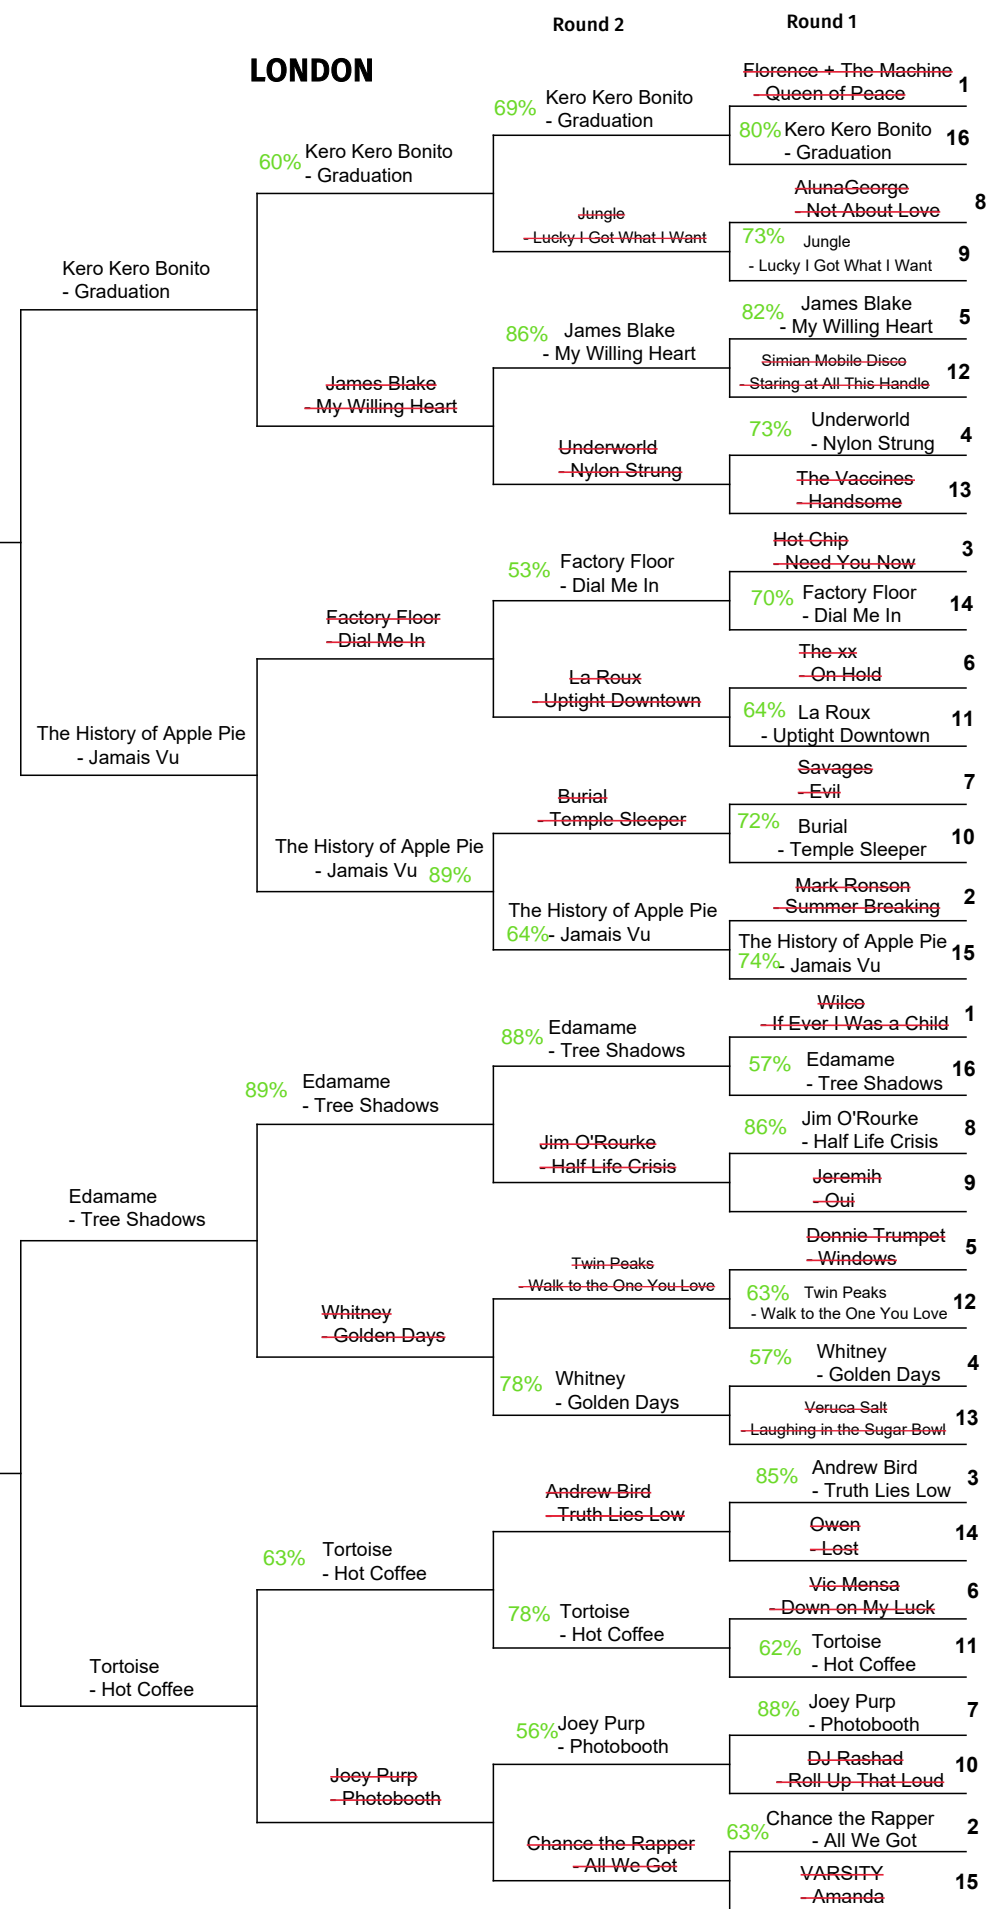 Round 2
Round 1
LONDON
Florence + The Machine
- Queen of Peace
1
69%
Kero Kero Bonito
- Graduation
80%
Kero Kero Bonito
- Graduation
16
60%
Kero Kero Bonito
- Graduation
AlunaGeorge
- Not About Love
8
Jungle
- Lucky I Got What I Want
73%
Jungle
- Lucky I Got What I Want
9
Kero Kero Bonito
- Graduation
82%
James Blake
- My Willing Heart
5
86%
James Blake
- My Willing Heart
Simian Mobile Disco
- Staring at All This Handle
12
James Blake
- My Willing Heart
73%
Underworld
- Nylon Strung
4
Underworld
- Nylon Strung
The Vaccines
- Handsome
13
Hot Chip
- Need You Now
3
53%
Factory Floor
- Dial Me In
70%
Factory Floor
- Dial Me In
14
Factory Floor
- Dial Me In
The xx
- On Hold
6
La Roux
- Uptight Downtown
64%
La Roux
- Uptight Downtown
11
The History of Apple Pie
- Jamais Vu
Savages
- Evil
7
Burial
- Temple Sleeper
72%
Burial
- Temple Sleeper
10
The History of Apple Pie
- Jamais Vu
89%
Mark Ronson
- Summer Breaking
2
The History of Apple Pie
64%
- Jamais Vu
The History of Apple Pie
74%
- Jamais Vu
15
Wilco
- If Ever I Was a Child
1
88%
Edamame
- Tree Shadows
57%
Edamame
- Tree Shadows
16
89%
Edamame
- Tree Shadows
86%
Jim O'Rourke
- Half Life Crisis
8
Jim O'Rourke
- Half Life Crisis
Jeremih
- Oui
9
Edamame
- Tree Shadows
Donnie Trumpet
- Windows
5
Twin Peaks
- Walk to the One You Love
63%
Twin Peaks
- Walk to the One You Love
12
Whitney
- Golden Days
57%
Whitney
- Golden Days
4
78%
Whitney
- Golden Days
Veruca Salt
- Laughing in the Sugar Bowl
13
85%
Andrew Bird
- Truth Lies Low
3
Andrew Bird
- Truth Lies Low
Owen
- Lost
14
63%
Tortoise
- Hot Coffee
Vic Mensa
- Down on My Luck
6
78%
Tortoise
- Hot Coffee
62%
Tortoise
- Hot Coffee
11
Tortoise
- Hot Coffee
88%
Joey Purp
- Photobooth
7
56%
Joey Purp
- Photobooth
DJ Rashad
- Roll Up That Loud
10
Joey Purp
- Photobooth
63%
Chance the Rapper
- All We Got
2
Chance the Rapper
- All We Got
VARSITY
- Amanda
15